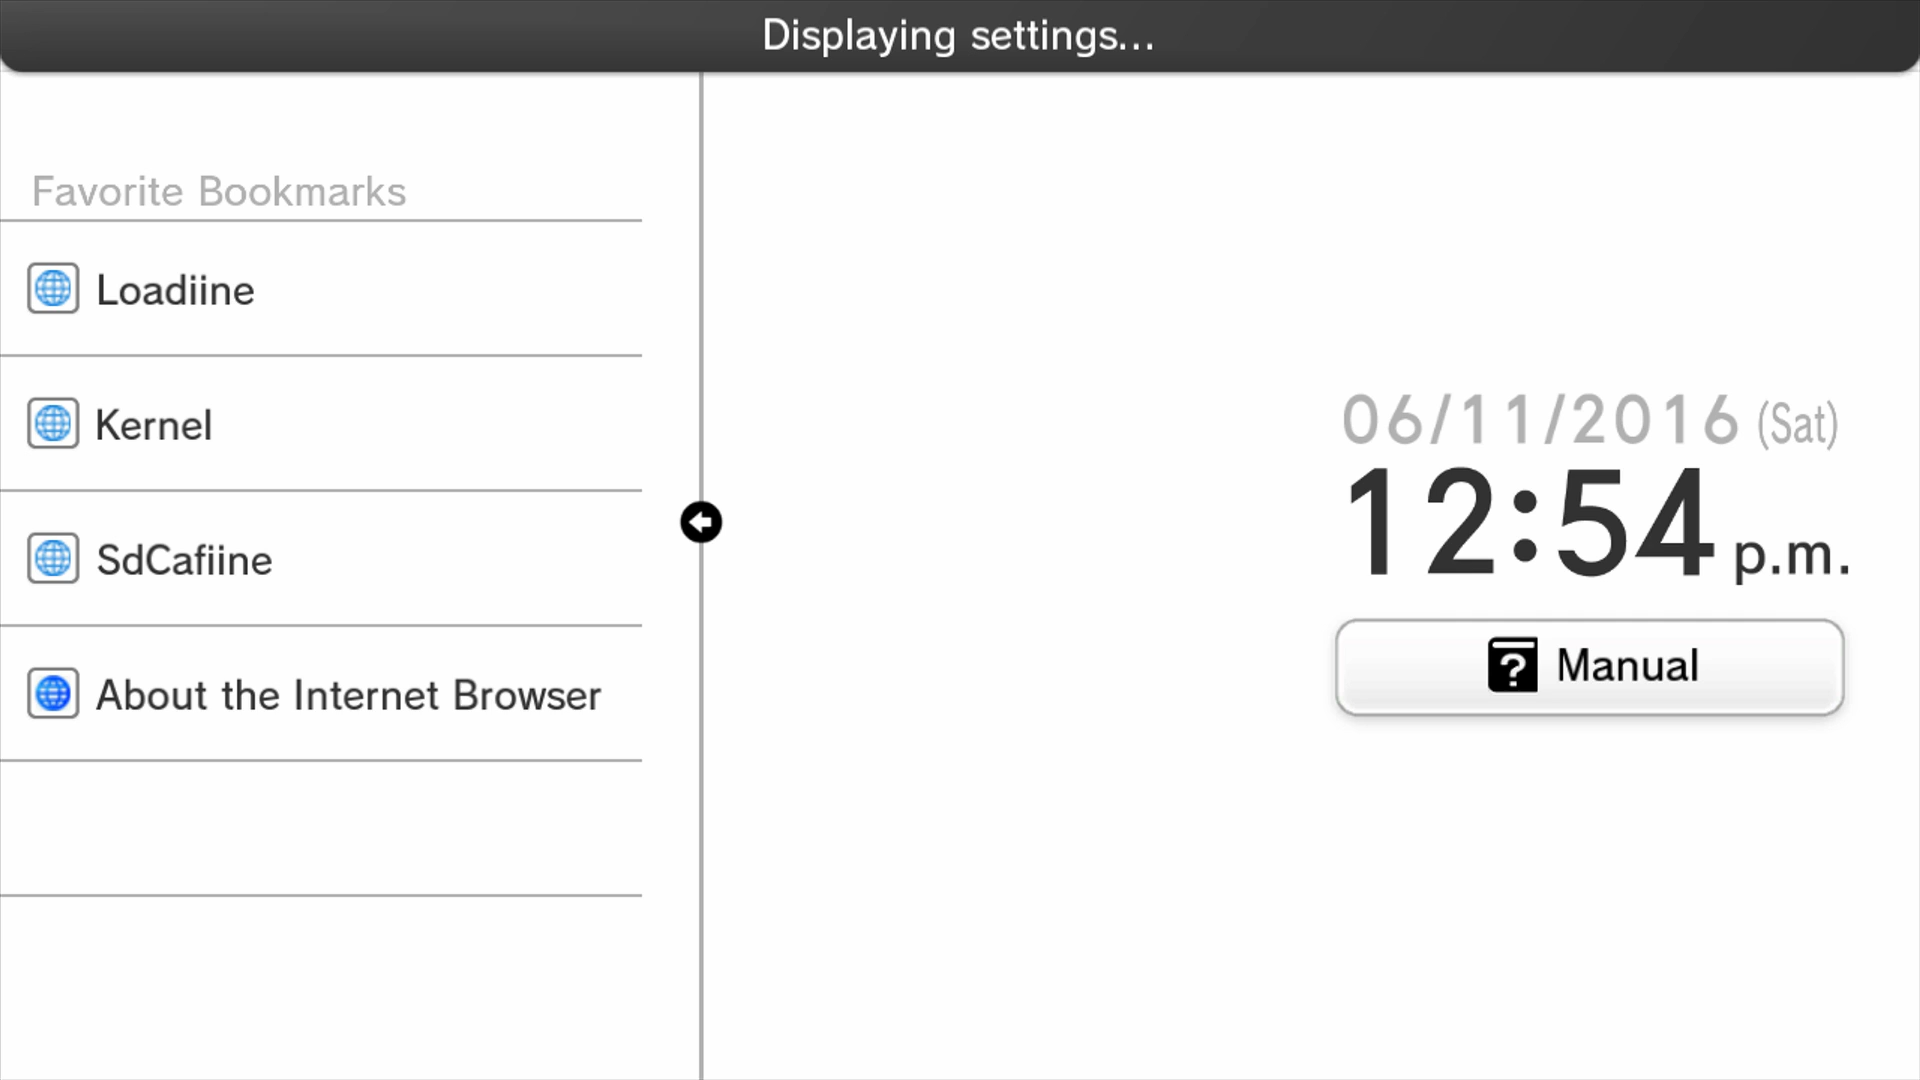 Displaying settings...
Favorite Bookmarks
Loadiine
Kernel
SdCafiine
About the Internet Browser
06/11/2016 (Sat)
12:54 p.m.
? Manual